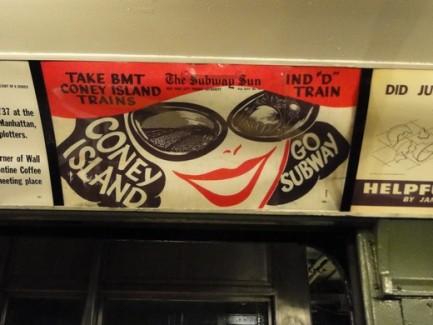 TAKE BMT
CONEY ISLAND
TRAINS
The Subway Sun
IND "D"
TRAIN
CONEY
ISLAND
GO
SUBWAY
'37 at the
Manhattan,
plotters.
rner of Wall
ntine Coffee
meeting place
DID JU
HELPF
BY JA